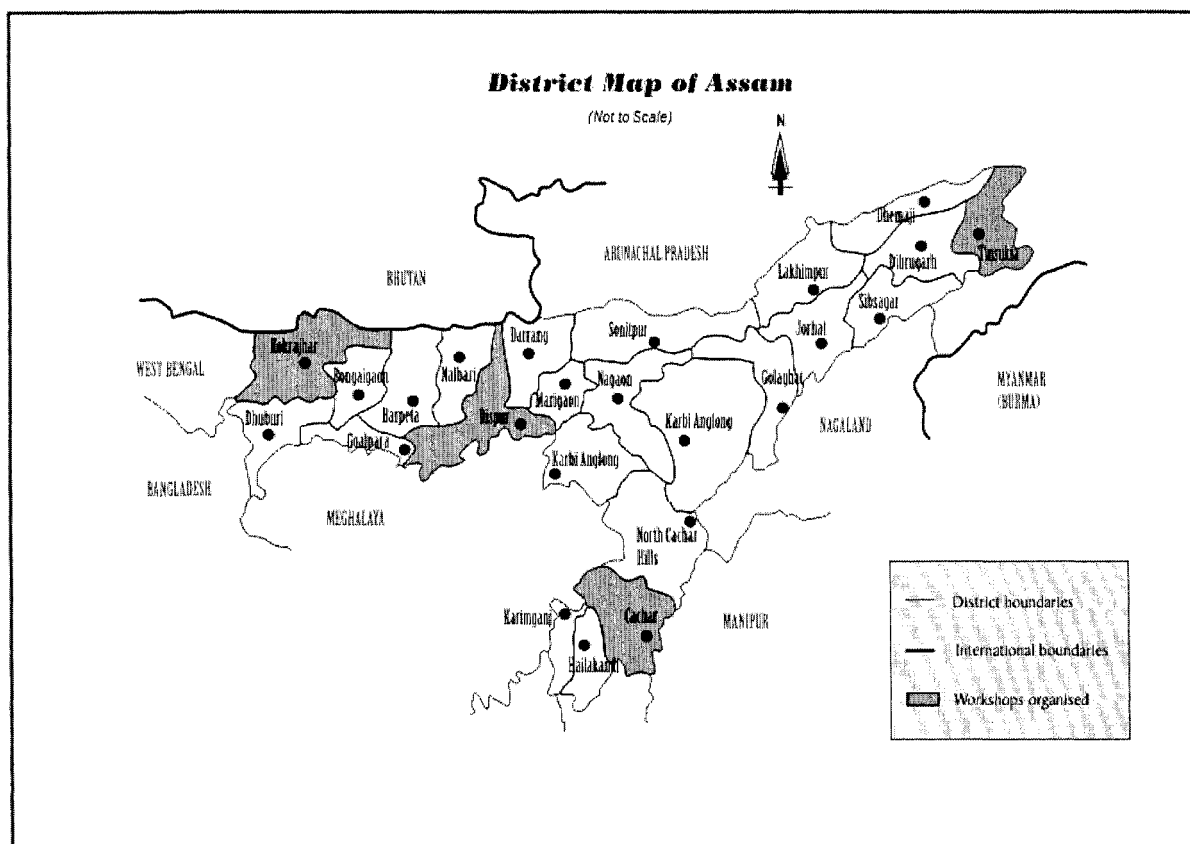 District Map of Assam
(Not to Scale)
N
Dhemaji
ARUNACHAL PRADESH
Tinsukia
Dibrugarh
Lakhimpur
BHUTAN
Sibsagar
Darrang
Sonitpur
Jorhat
Kokrajhar
WEST BENGAL
Bongaigaon
Nalbari
Nagaon
Golaghat
MYANMAR
(BURMA)
Marigaon
Dhuburi
Barpeta
Dispur
Karbi Anglong
NAGALAND
Goalpara
Karbi Anglong
BANGLADESH
MEGHALAYA
North Cachar
Hills
District boundaries
Karimganj
Cachar
MANIPUR
International boundaries
Hailakandi
Workshops organised